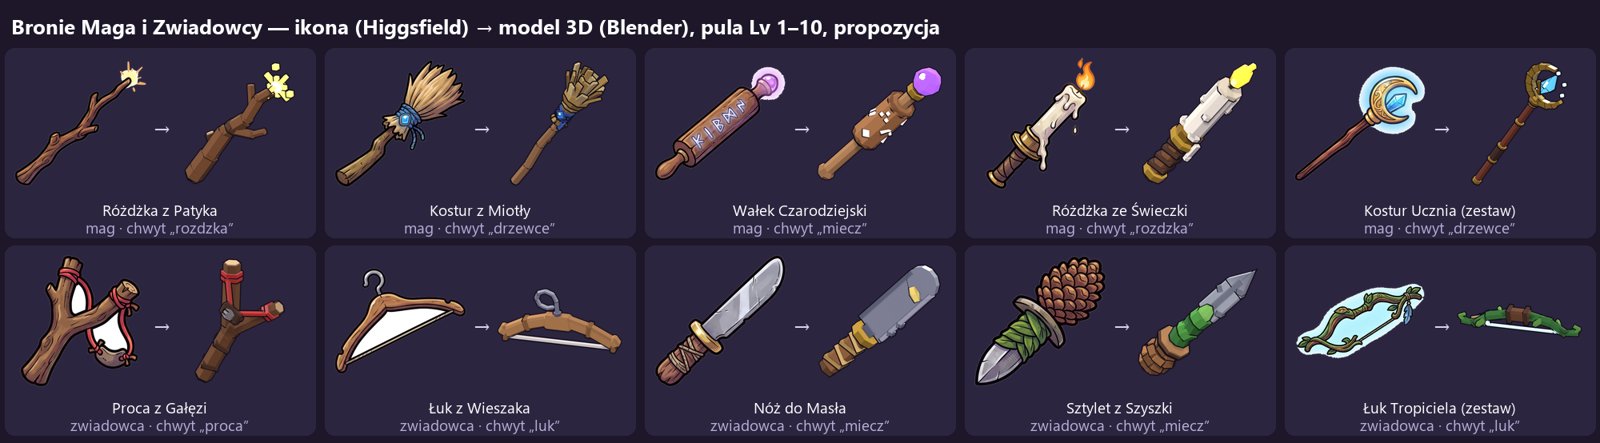 Bronie Maga i Zwiadowcy — ikona (Higgsfield) → model 3D (Blender), pula Lv 1–10, propozycja
Różdżka z Patyka
mag · chwyt „rozdzka”
Kostur z Miotły
mag · chwyt „drzewce”
Wałek Czarodziejski
mag · chwyt „miecz”
Różdżka ze Świeczki
mag · chwyt „rozdzka”
Kostur Ucznia (zestaw)
mag · chwyt „drzewce”
Proca z Gałęzi
zwiadowca · chwyt „proca”
Łuk z Wieszaka
zwiadowca · chwyt „luk”
Nóż do Masła
zwiadowca · chwyt „miecz”
Sztylet z Szyszki
zwiadowca · chwyt „miecz”
Łuk Tropiciela (zestaw)
zwiadowca · chwyt „luk”